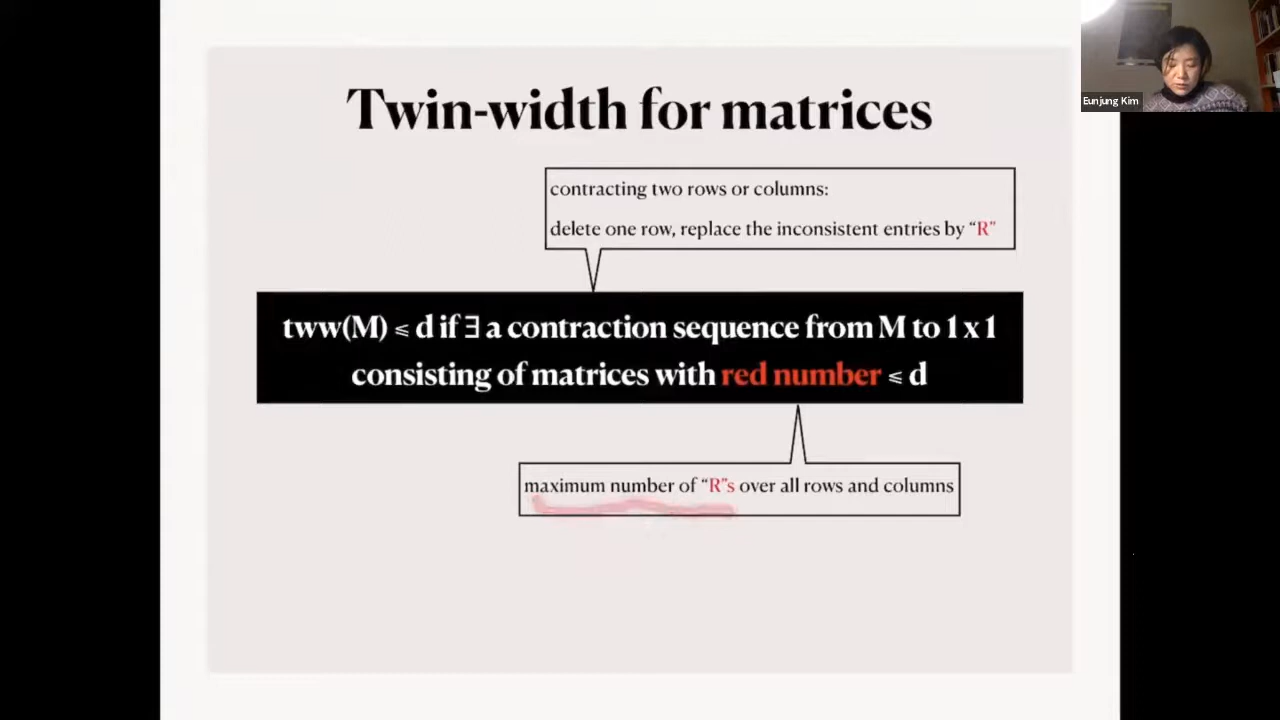 Twin-width for matrices
contracting two rows or columns:
delete one row, replace the inconsistent entries by “R”
tww(M) ⩽ d if ∃ a contraction sequence from M to 1 x 1
consisting of matrices with red number ⩽ d
maximum number of “R”s over all rows and columns
Eunjung Kim